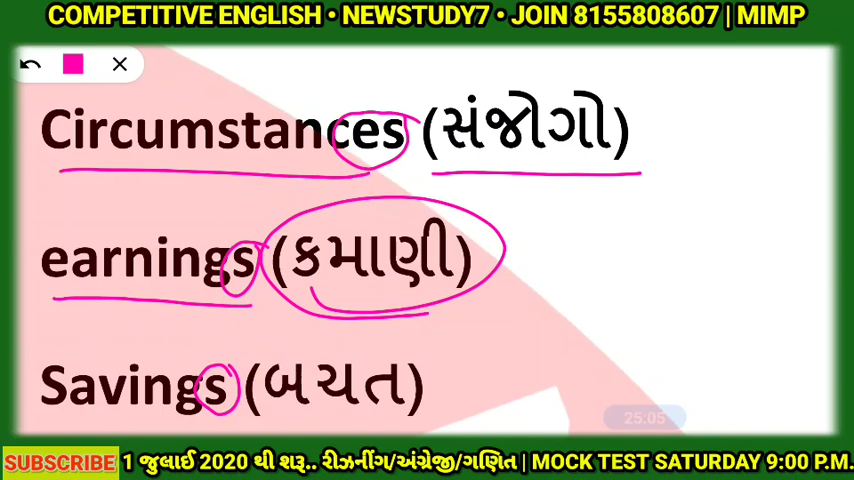 COMPETITIVE ENGLISH • NEWSTUDY7 • JOIN 8155808607 | MIMP
Circumstances (સંજોગો)
earnings (કમાણી)
Savings (બચત)
25:05
SUBSCRIBE 1 જુલાઈ 2020 થી શરૂ.. રીઝનીંગ/અંગ્રેજી/ગણિત | MOCK TEST SATURDAY 9:00 P.M.